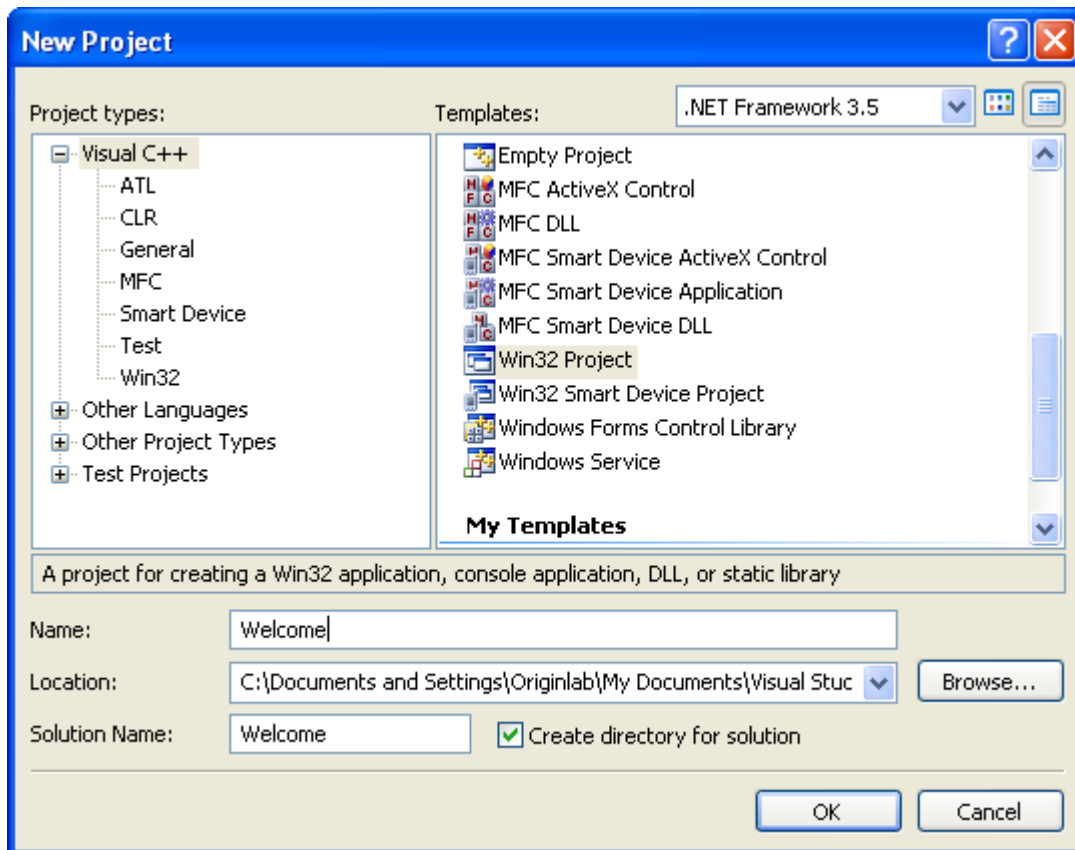 New Project
Project types:
Templates:
.NET Framework 3.5
Visual C++
ATL
CLR
General
MFC
Smart Device
Test
Win32
Other Languages
Other Project Types
Test Projects
Empty Project
MFC ActiveX Control
MFC DLL
MFC Smart Device ActiveX Control
MFC Smart Device Application
MFC Smart Device DLL
Win32 Project
Win32 Smart Device Project
Windows Forms Control Library
Windows Service
My Templates
A project for creating a Win32 application, console application, DLL, or static library
Name:
Welcome
Location:
C:\Documents and Settings\Originlab\My Documents\Visual Stuc
Browse...
Solution Name:
Welcome
Create directory for solution
OK
Cancel